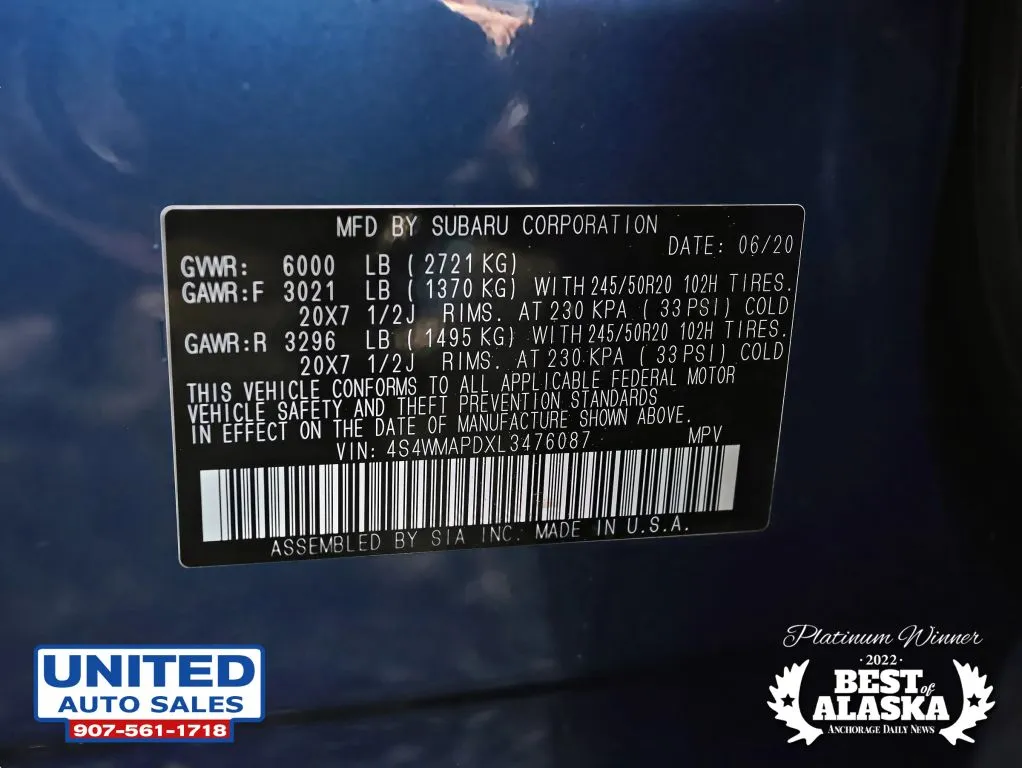 MFD BY SUBARU CORPORATION
DATE: 06/20
GVWR: 6000 LB ( 2721 KG)
GAWR:F 3021 LB ( 1370 KG) WITH 245/50R20 102H TIRES.
20X7 1/2J RIMS. AT 230 KPA ( 33 PSI) COLD
GAWR:R 3296 LB ( 1495 KG) WITH 245/50R20 102H TIRES.
20X7 1/2J RIMS. AT 230 KPA ( 33 PSI) COLD
THIS VEHICLE CONFORMS TO ALL APPLICABLE FEDERAL MOTOR
VEHICLE SAFETY AND THEFT PREVENTION STANDARDS
IN EFFECT ON THE DATE OF MANUFACTURE SHOWN ABOVE.
VIN: 4S4WMAPDXL3476087 MPV
ASSEMBLED BY SIA INC. MADE IN U.S.A.
UNITED
AUTO SALES
907-561-1718
Platinum Winner
·2022·
BEST of
ALASKA
ANCHORAGE DAILY NEWS